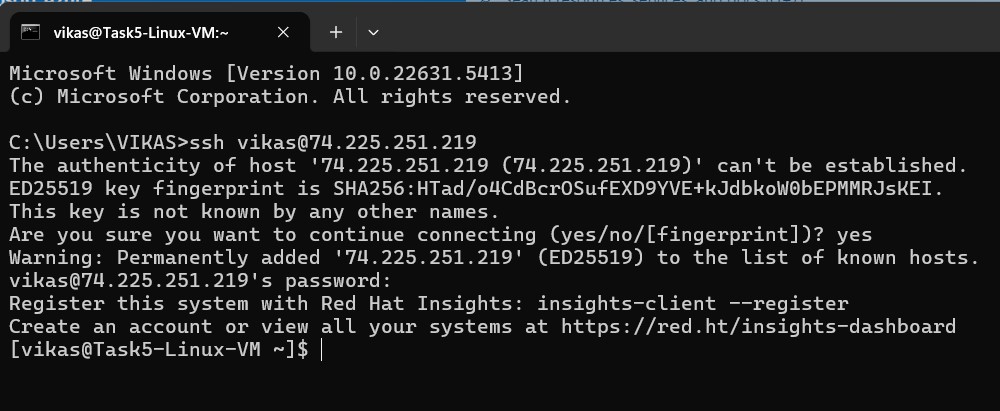 vikas@Task5-Linux-VM:~
Microsoft Windows [Version 10.0.22631.5413]
(c) Microsoft Corporation. All rights reserved.
C:\Users\VIKAS>ssh vikas@74.225.251.219
The authenticity of host '74.225.251.219 (74.225.251.219)' can't be established.
ED25519 key fingerprint is SHA256:HTad/o4CdBcrOSufEXD9YVE+kJdbkoW0bEPMMRJsKEI.
This key is not known by any other names.
Are you sure you want to continue connecting (yes/no/[fingerprint])? yes
Warning: Permanently added '74.225.251.219' (ED25519) to the list of known hosts.
vikas@74.225.251.219's password:
Register this system with Red Hat Insights: insights-client --register
Create an account or view all your systems at https://red.ht/insights-dashboard
[vikas@Task5-Linux-VM ~]$